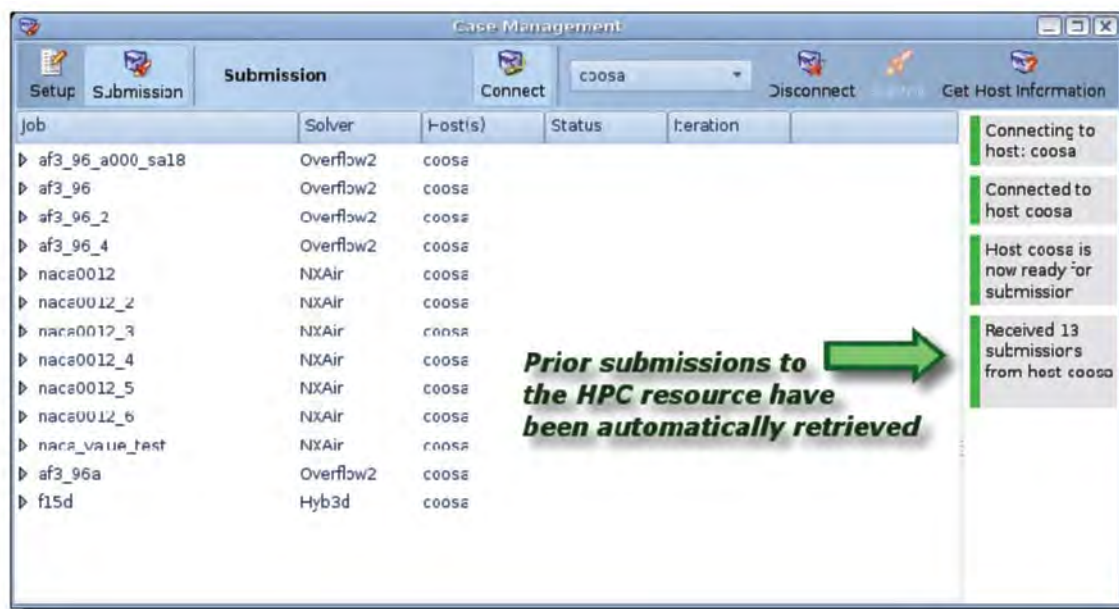 Case Management
Setup Submission Submission Connect coosa Disconnect Get Host Information
Job Solver Host(s) Status Iteration
af3_96_a000_sa18 Overflow2 coosa
af3_96 Overflow2 coosa
af3_96_2 Overflow2 coosa
af3_96_4 Overflow2 coosa
naca0012 NXAir coosa
naca0012_2 NXAir coosa
naca0012_3 NXAir coosa
naca0012_4 NXAir coosa
naca0012_5 NXAir coosa
naca0012_6 NXAir coosa
naca_value_test NXAir coosa
af3_96a Overflow2 coosa
f15d Hyb3d coosa
Prior submissions to
the HPC resource have
been automatically retrieved
Connecting to
host: coosa
Connected to
host coosa
Host coosa is
now ready for
submission
Received 13
submissions
from host coosa